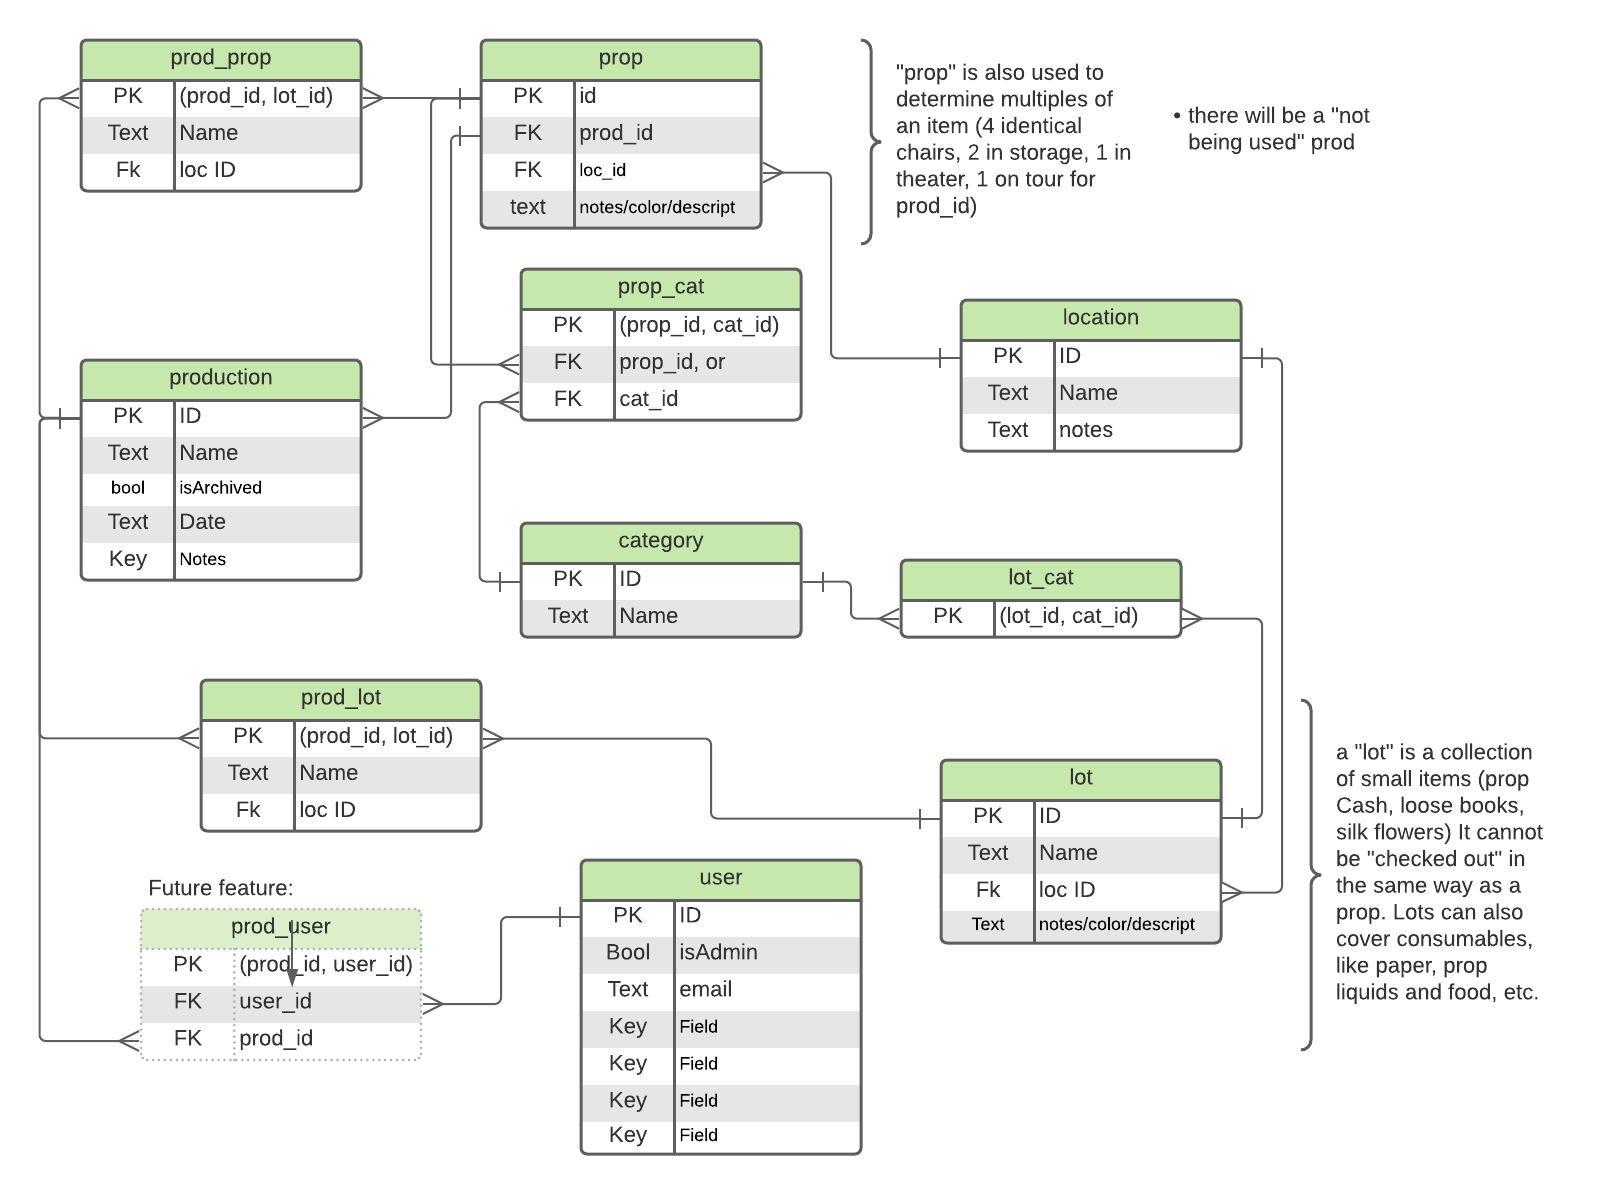 prod_prop
PK (prod_id, lot_id)
Text Name
Fk loc ID
prop
PK id
FK prod_id
FK loc_id
text notes/color/descript
"prop" is also used to
determine multiples of
an item (4 identical
chairs, 2 in storage, 1 in
theater, 1 on tour for
prod_id)
• there will be a "not
being used" prod
prop_cat
PK (prop_id, cat_id)
FK prop_id, or
FK cat_id
location
PK ID
Text Name
Text notes
production
PK ID
Text Name
bool isArchived
Text Date
Key Notes
category
PK ID
Text Name
lot_cat
PK (lot_id, cat_id)
prod_lot
PK (prod_id, lot_id)
Text Name
Fk loc ID
lot
PK ID
Text Name
Fk loc ID
Text notes/color/descript
a "lot" is a collection
of small items (prop
Cash, loose books,
silk flowers) It cannot
be "checked out" in
the same way as a
prop. Lots can also
cover consumables,
like paper, prop
liquids and food, etc.
Future feature:
prod_user
PK (prod_id, user_id)
FK user_id
FK prod_id
user
PK ID
Bool isAdmin
Text email
Key Field
Key Field
Key Field
Key Field